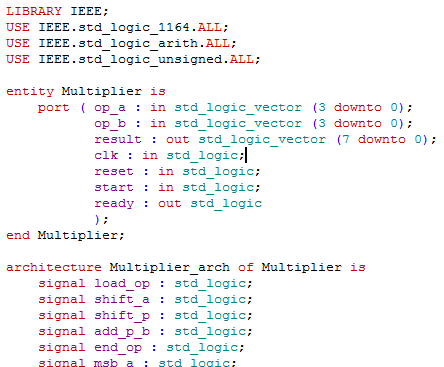 LIBRARY IEEE;
USE IEEE.std_logic_1164.ALL;
USE IEEE.std_logic_arith.ALL;
USE IEEE.std_logic_unsigned.ALL;
entity Multiplier is
port ( op_a : in std_logic_vector (3 downto 0);
op_b : in std_logic_vector (3 downto 0);
result : out std_logic_vector (7 downto 0);
clk : in std_logic;
reset : in std_logic;
start : in std_logic;
ready : out std_logic
);
end Multiplier;
architecture Multiplier_arch of Multiplier is
signal load_op : std_logic;
signal shift_a : std_logic;
signal shift_p : std_logic;
signal add_p_b : std_logic;
signal end_op : std_logic;
signal msb_a : std_logic;